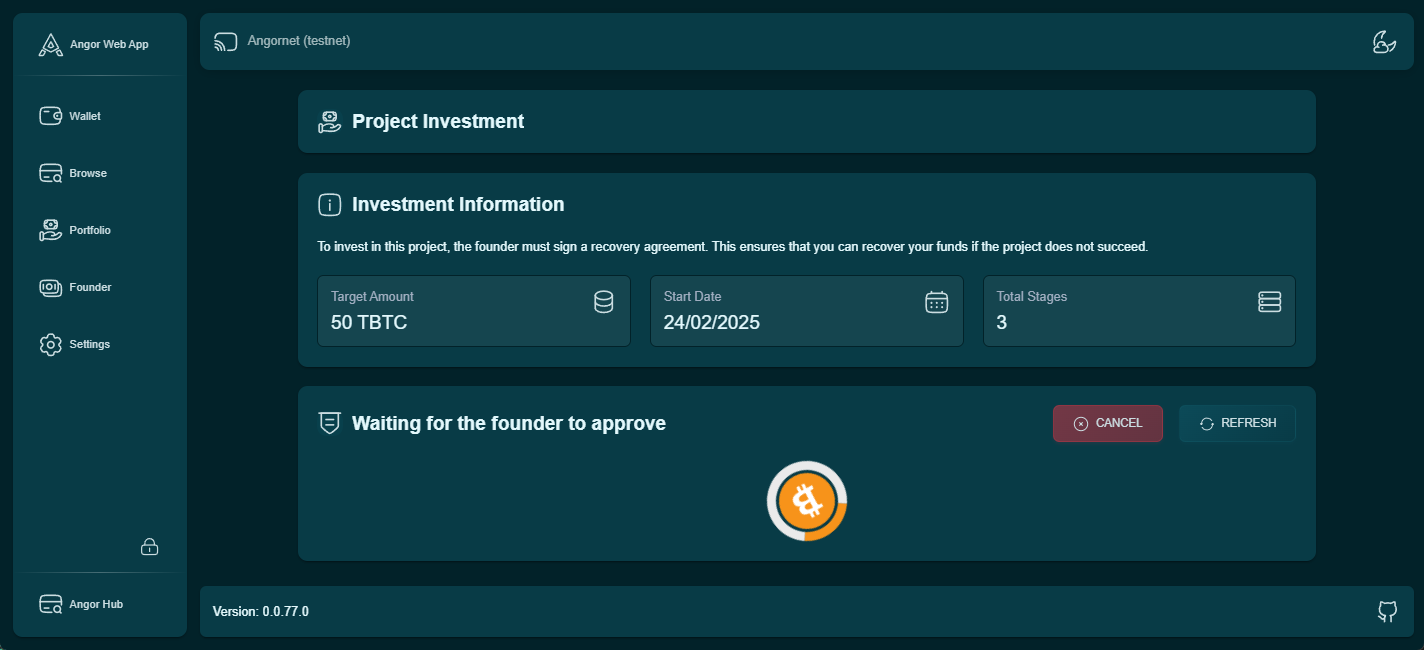 Angor Web App
Wallet
Browse
Portfolio
Founder
Settings
Angor Hub
Angornet (testnet)
Project Investment
Investment Information
To invest in this project, the founder must sign a recovery agreement. This ensures that you can recover your funds if the project does not succeed.
Target Amount
50 TBTC
Start Date
24/02/2025
Total Stages
3
Waiting for the founder to approve
CANCEL
REFRESH
Version: 0.0.77.0